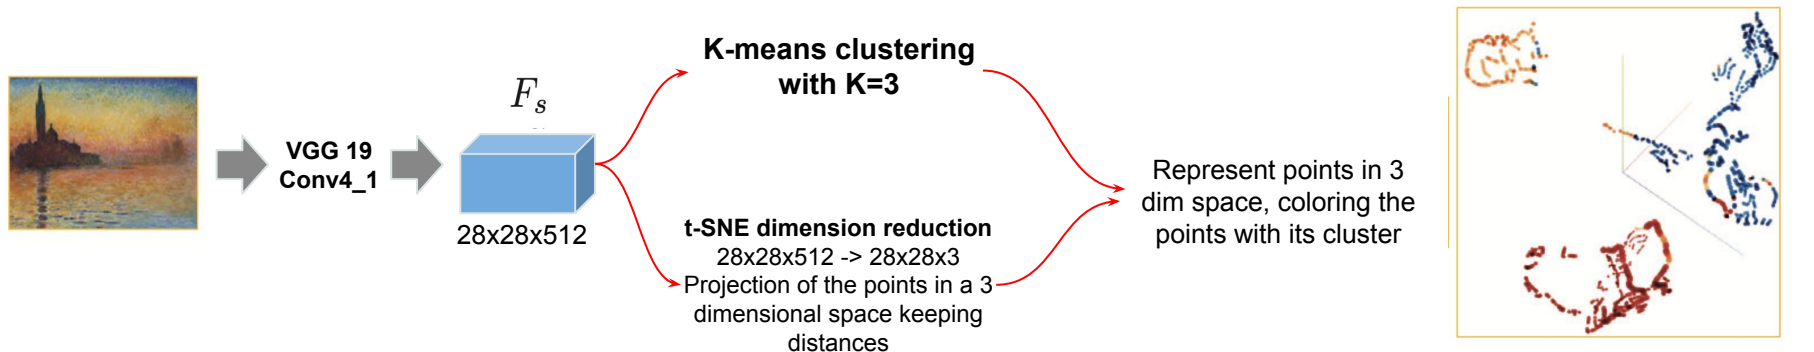 VGG 19
Conv4_1
F_s
28x28x512
K-means clustering
with K=3
t-SNE dimension reduction
28x28x512 -> 28x28x3
Projection of the points in a 3
dimensional space keeping
distances
Represent points in 3
dim space, coloring the
points with its cluster